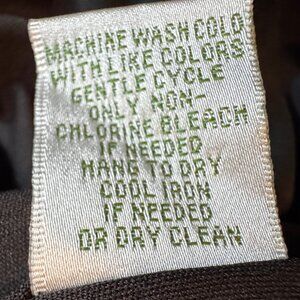 MACHINE WASH COLD
WITH LIKE COLORS
GENTLE CYCLE
ONLY NON-
CHLORINE BLEACH
IF NEEDED
HANG TO DRY
COOL IRON
IF NEEDED
OR DRY CLEAN